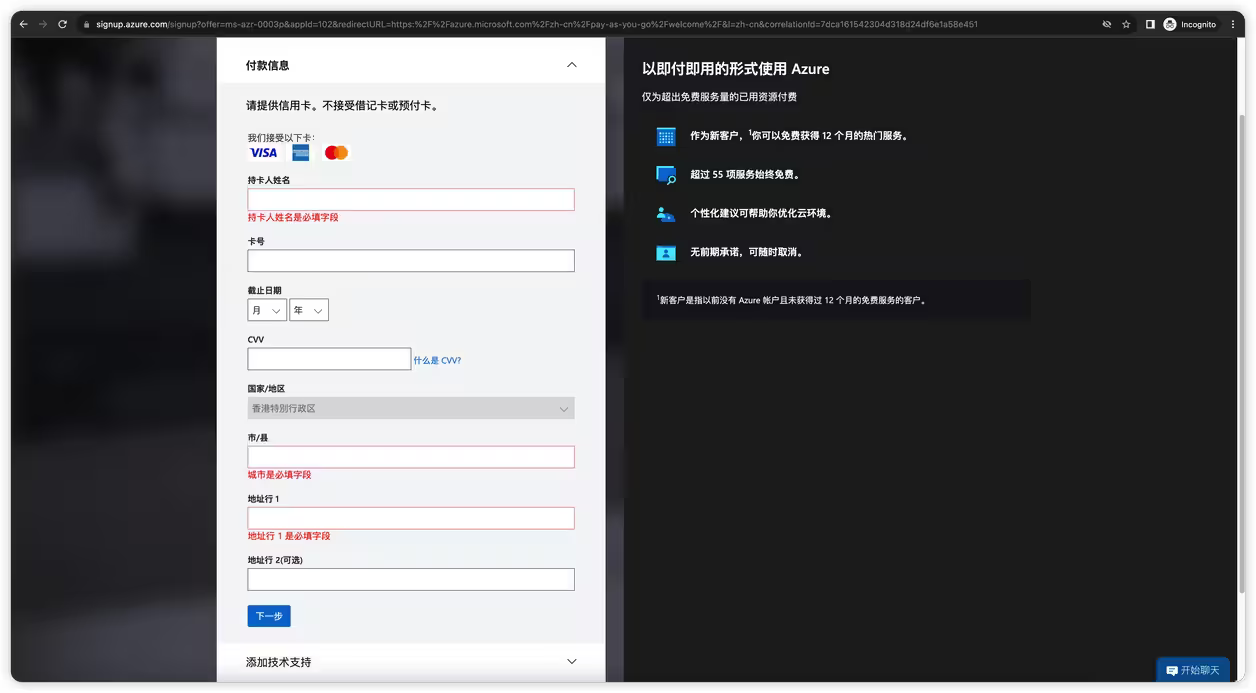 signup.azure.com/signup?offer=ms-azr-0003p&appId=102&redirectURL=https:%2F%2Fazure.microsoft.com%2Fzh-cn%2Fpay-as-you-go%2Fwelcome%2F&l=zh-cn&correlationId=7dca161542304d318d24df6e1a58e451
Incognito
付款信息
请提供信用卡。不接受借记卡或预付卡。
我们接受以下卡:
VISA
持卡人姓名
持卡人姓名是必填字段
卡号
截止日期
月 年
CVV
什么是 CVV?
国家/地区
香港特别行政区
市/县
城市是必填字段
地址行 1
地址行 1 是必填字段
地址行 2(可选)
下一步
添加技术支持
以即付即用的形式使用 Azure
仅为超出免费服务量的已用资源付费
作为新客户，¹你可以免费获得 12 个月的热门服务。
超过 55 项服务始终免费。
个性化建议可帮助你优化云环境。
无前期承诺，可随时取消。
¹新客户是指以前没有 Azure 帐户且未获得过 12 个月的免费服务的客户。
开始聊天